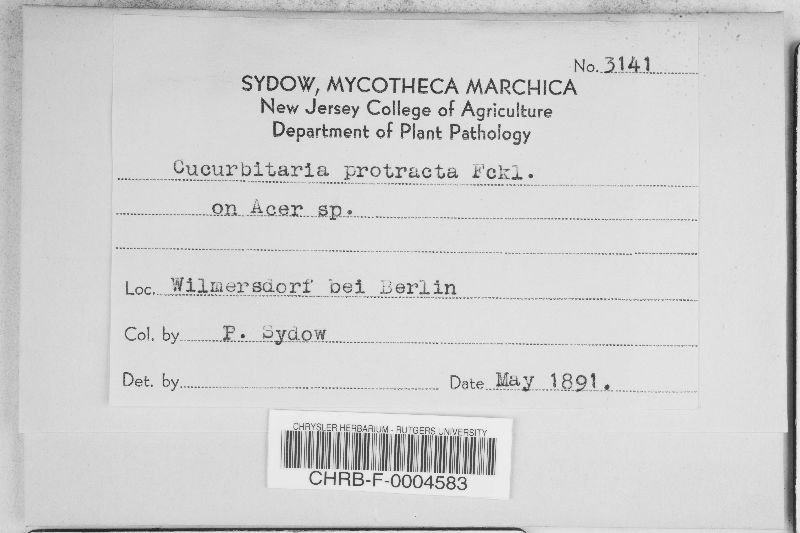 No. 3141
SYDOW, MYCOTHECA MARCHICA
New Jersey College of Agriculture
Department of Plant Pathology
Cucurbitaria protracta Fckl.
on Acer sp.
Loc. Wilmersdorf bei Berlin
Col. by P. Sydow
Det. by Date May 1891.
CHRYSLER HERBARIUM - RUTGERS UNIVERSITY
CHRB-F-0004583